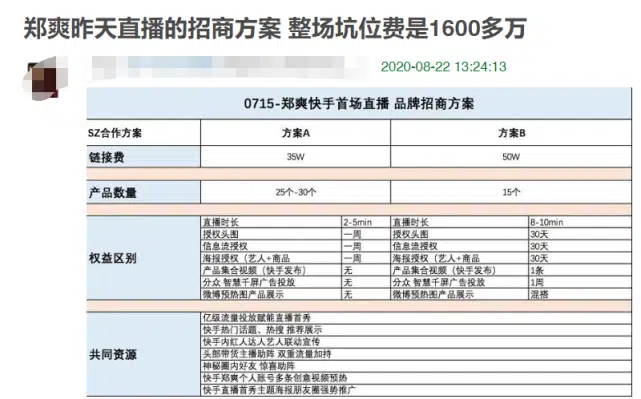 郑爽昨天直播的招商方案 整场坑位费是1600多万
2020-08-22 13:24:13
0715-郑爽快手首场直播 品牌招商方案
SZ合作方案 方案A 方案B
链接费 35W 50W
产品数量 25个-30个 15个
权益区别
直播时长 2-5min 直播时长 8-10min
授权头图 一周 授权头图 30天
信息流授权 一周 信息流授权 30天
海报授权（艺人+商品 一周 海报授权（艺人+商品 30天
产品集合视频（快手发布） 无 产品集合视频（快手发布） 1条
分众 智慧千屏广告投放 无 分众 智慧千屏广告投放 1周
微博预热图产品展示 无 微博预热图产品展示 混搭
共同资源
亿级流量投放赋能直播首秀
快手热门话题、热搜 推荐展示
快手内红人达人艺人联动宣传
头部带货主播助阵 双重流量加持
神秘圈内好友 惊喜助阵
快手郑爽个人账号多条创意视频预热
快手直播首秀主题海报朋友圈强势推广